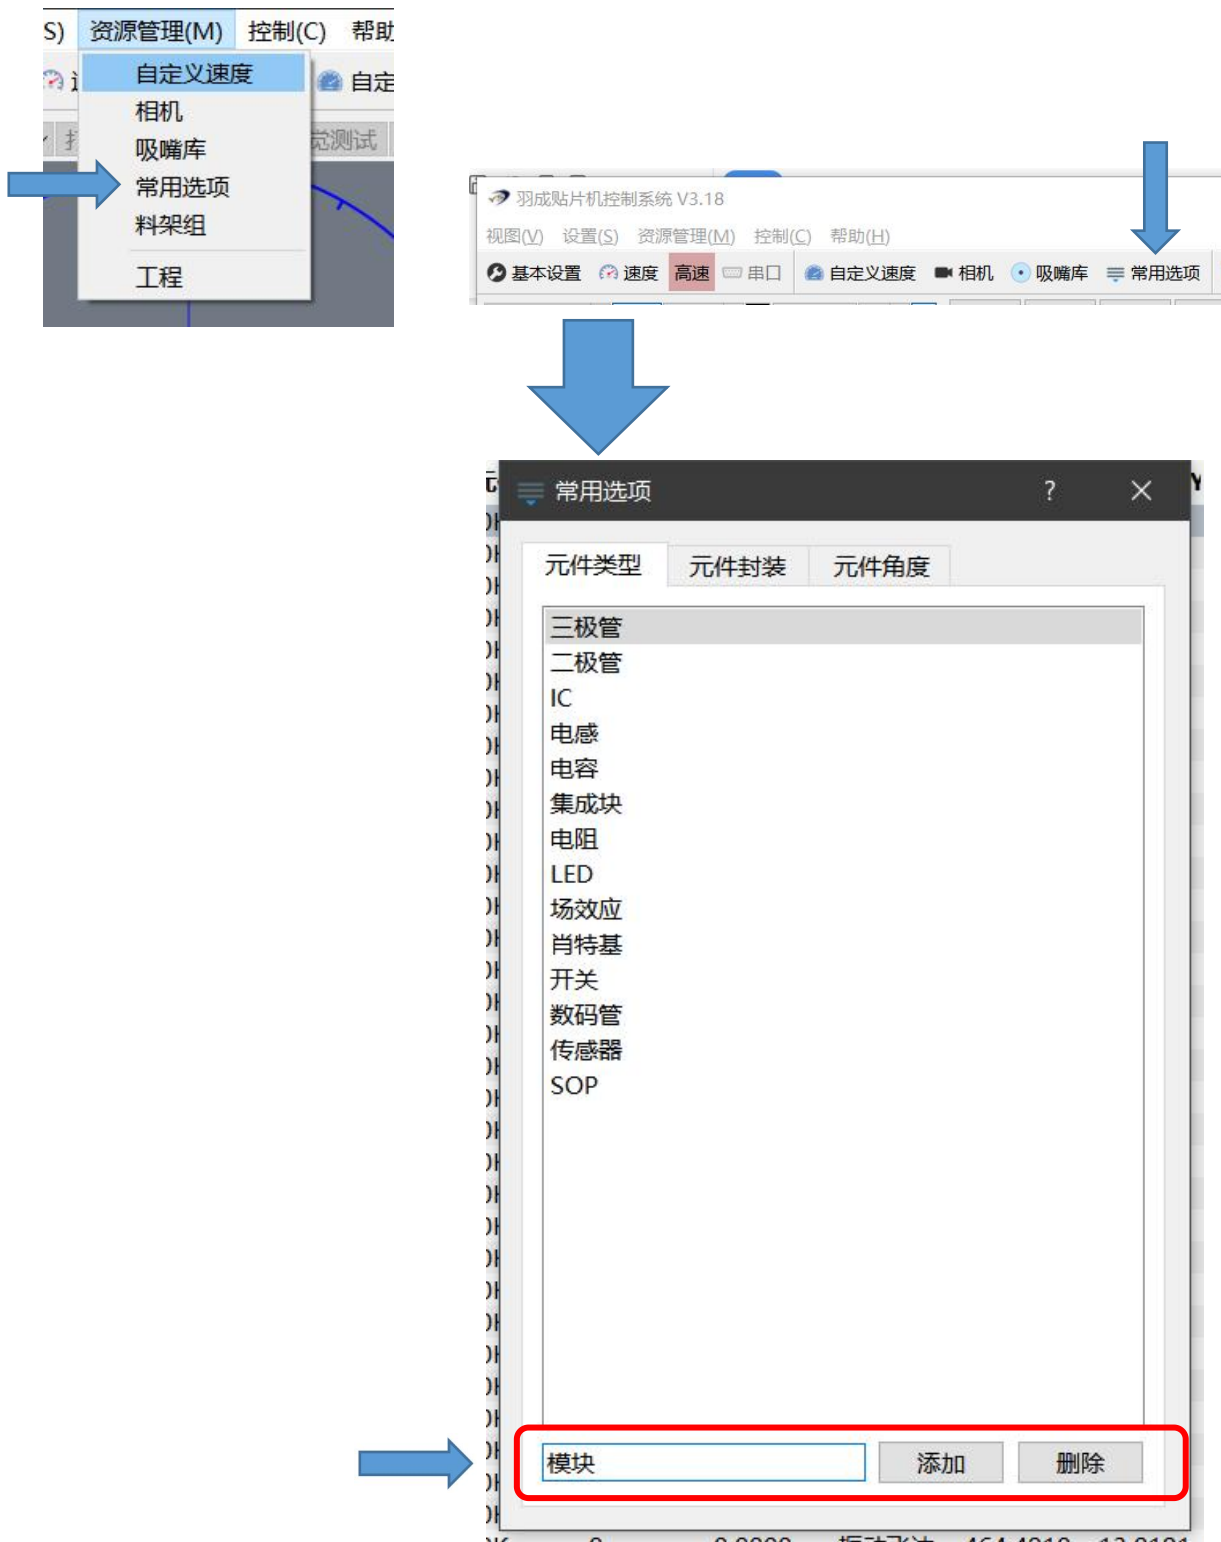 S) 资源管理(M) 控制(C) 帮助
自定义速度
自定
相机
吸嘴库
觉测试
常用选项
料架组
工程
羽成贴片机控制系统 V3.18
视图(V) 设置(S) 资源管理(M) 控制(C) 帮助(H)
基本设置 速度 高速 串口 自定义速度 相机 吸嘴库 常用选项
常用选项 ? ×
元件类型 元件封装 元件角度
三极管
二极管
IC
电感
电容
集成块
电阻
LED
场效应
肖特基
开关
数码管
传感器
SOP
模块 添加 删除